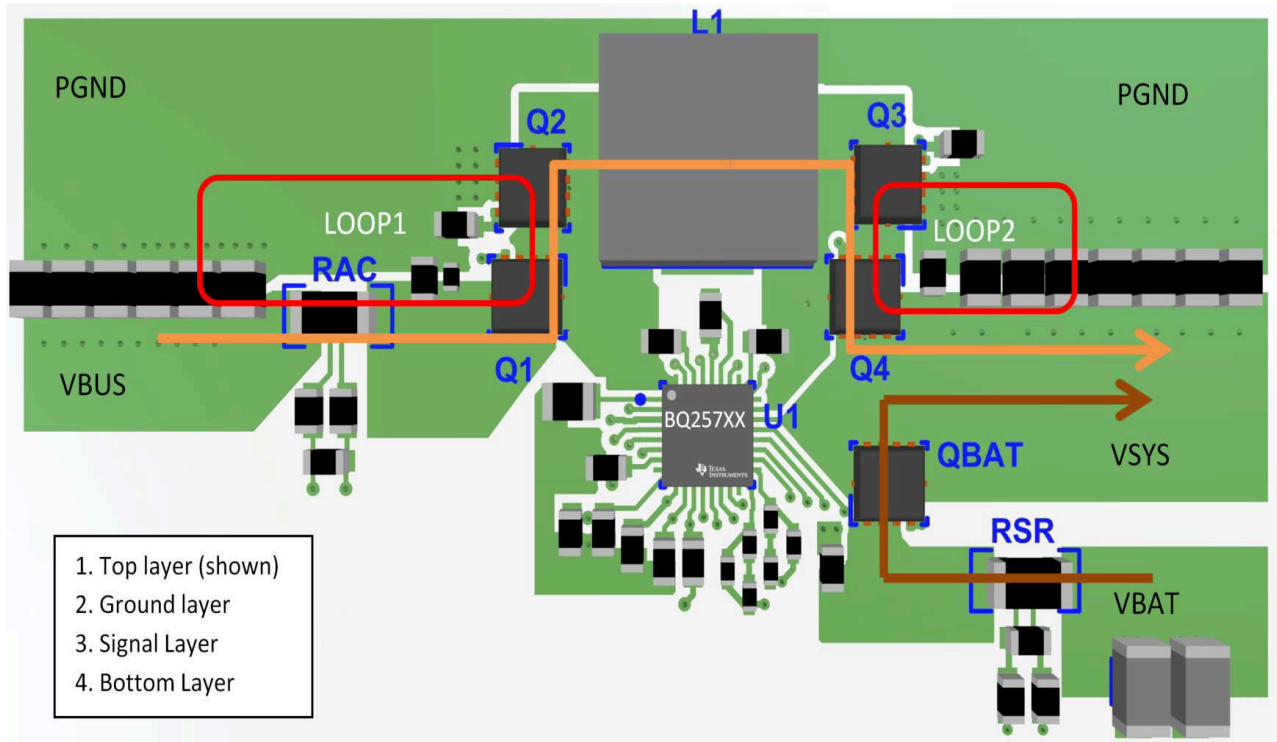 L1
PGND
PGND
Q2
Q3
LOOP1
LOOP2
RAC
Q1
Q4
VBUS
BQ257XX
U1
TEXAS
INSTRUMENTS
QBAT
VSYS
RSR
VBAT
1. Top layer (shown)
2. Ground layer
3. Signal Layer
4. Bottom Layer